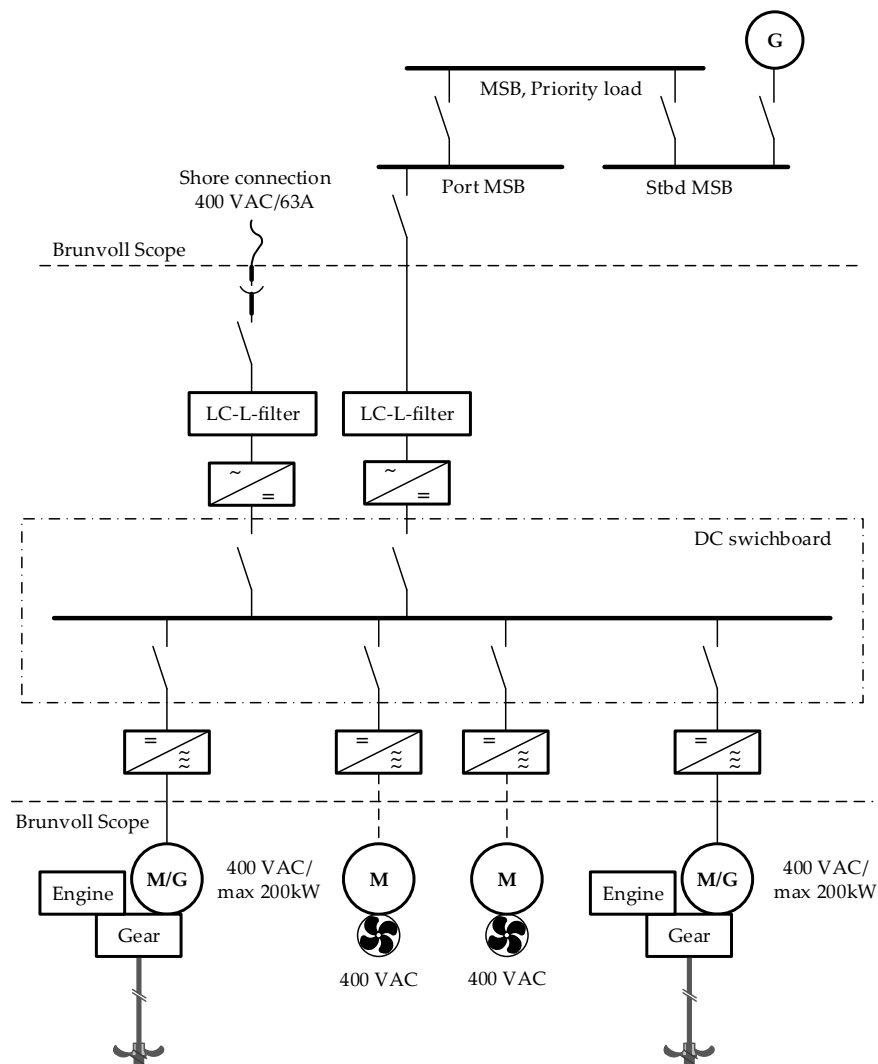 G
MSB, Priority load
Port MSB
Stbd MSB
Shore connection
400 VAC/63A
Brunvoll Scope
LC-L-filter
LC-L-filter
~
=
~
=
DC swichboard
=
≈
~
=
≈
~
=
≈
~
=
≈
~
Brunvoll Scope
M/G
400 VAC/
max 200kW
M
M
M/G
400 VAC/
max 200kW
Engine
Gear
400 VAC
400 VAC
Engine
Gear